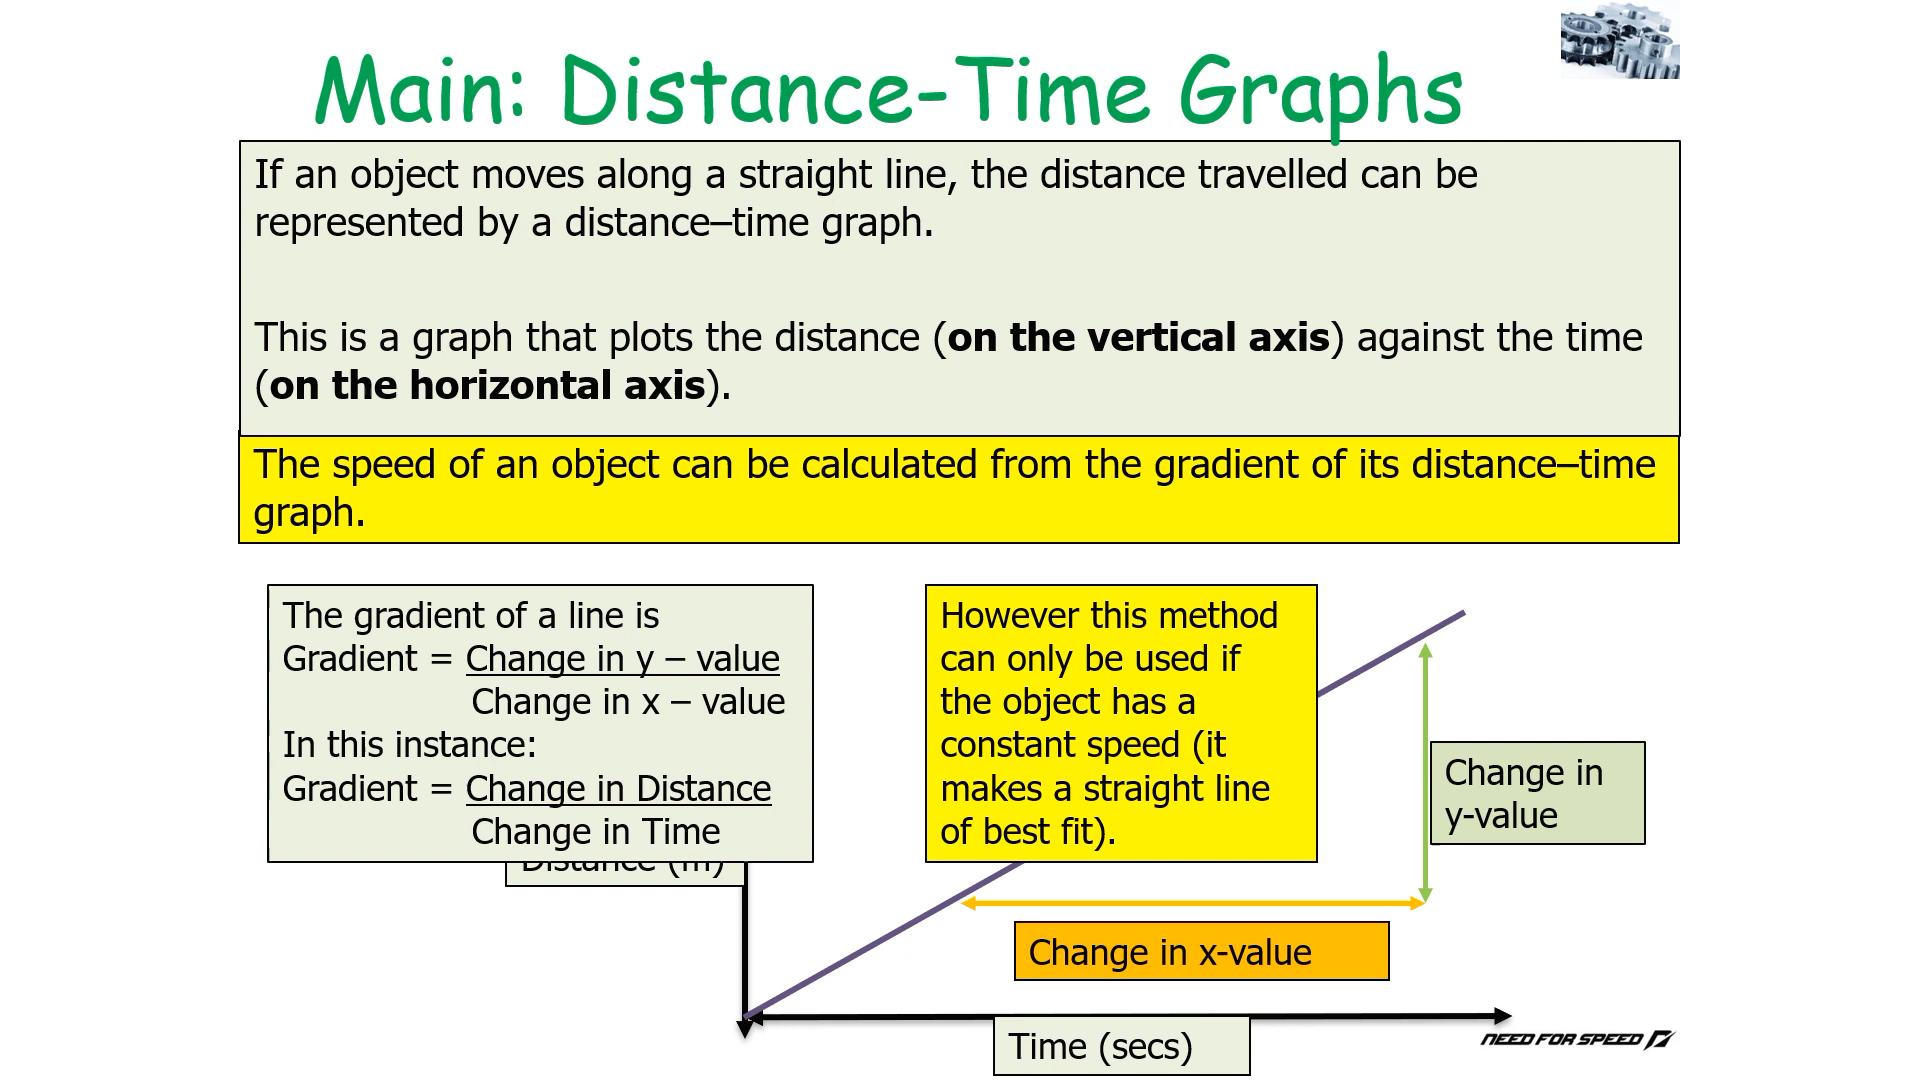 Main: Distance-Time Graphs
If an object moves along a straight line, the distance travelled can be
represented by a distance–time graph.
This is a graph that plots the distance (on the vertical axis) against the time
(on the horizontal axis).
The speed of an object can be calculated from the gradient of its distance–time
graph.
The gradient of a line is
Gradient = Change in y – value
Change in x – value
In this instance:
Gradient = Change in Distance
Change in Time
Distance (m)
However this method
can only be used if
the object has a
constant speed (it
makes a straight line
of best fit).
Change in
y-value
Change in x-value
Time (secs)
NEED FOR SPEED